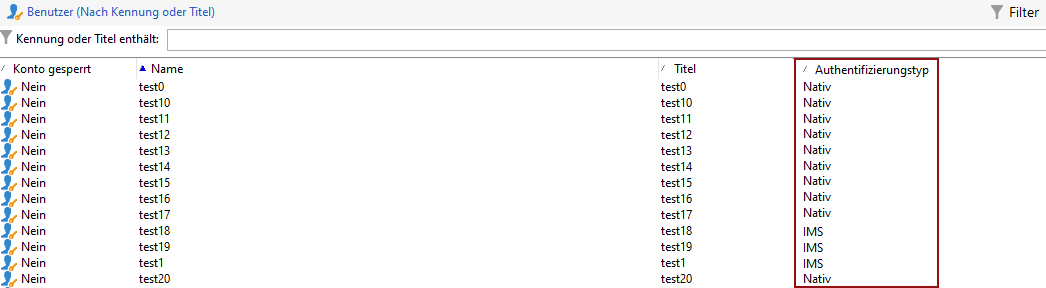 Benutzer (Nach Kennung oder Titel) Filter
Kennung oder Titel enthält:
Konto gesperrt Name Titel Authentifizierungstyp
Nein test0 test0 Nativ
Nein test10 test10 Nativ
Nein test11 test11 Nativ
Nein test12 test12 Nativ
Nein test13 test13 Nativ
Nein test14 test14 Nativ
Nein test15 test15 Nativ
Nein test16 test16 Nativ
Nein test17 test17 Nativ
Nein test18 test18 IMS
Nein test19 test19 IMS
Nein test1 test1 IMS
Nein test20 test20 Nativ